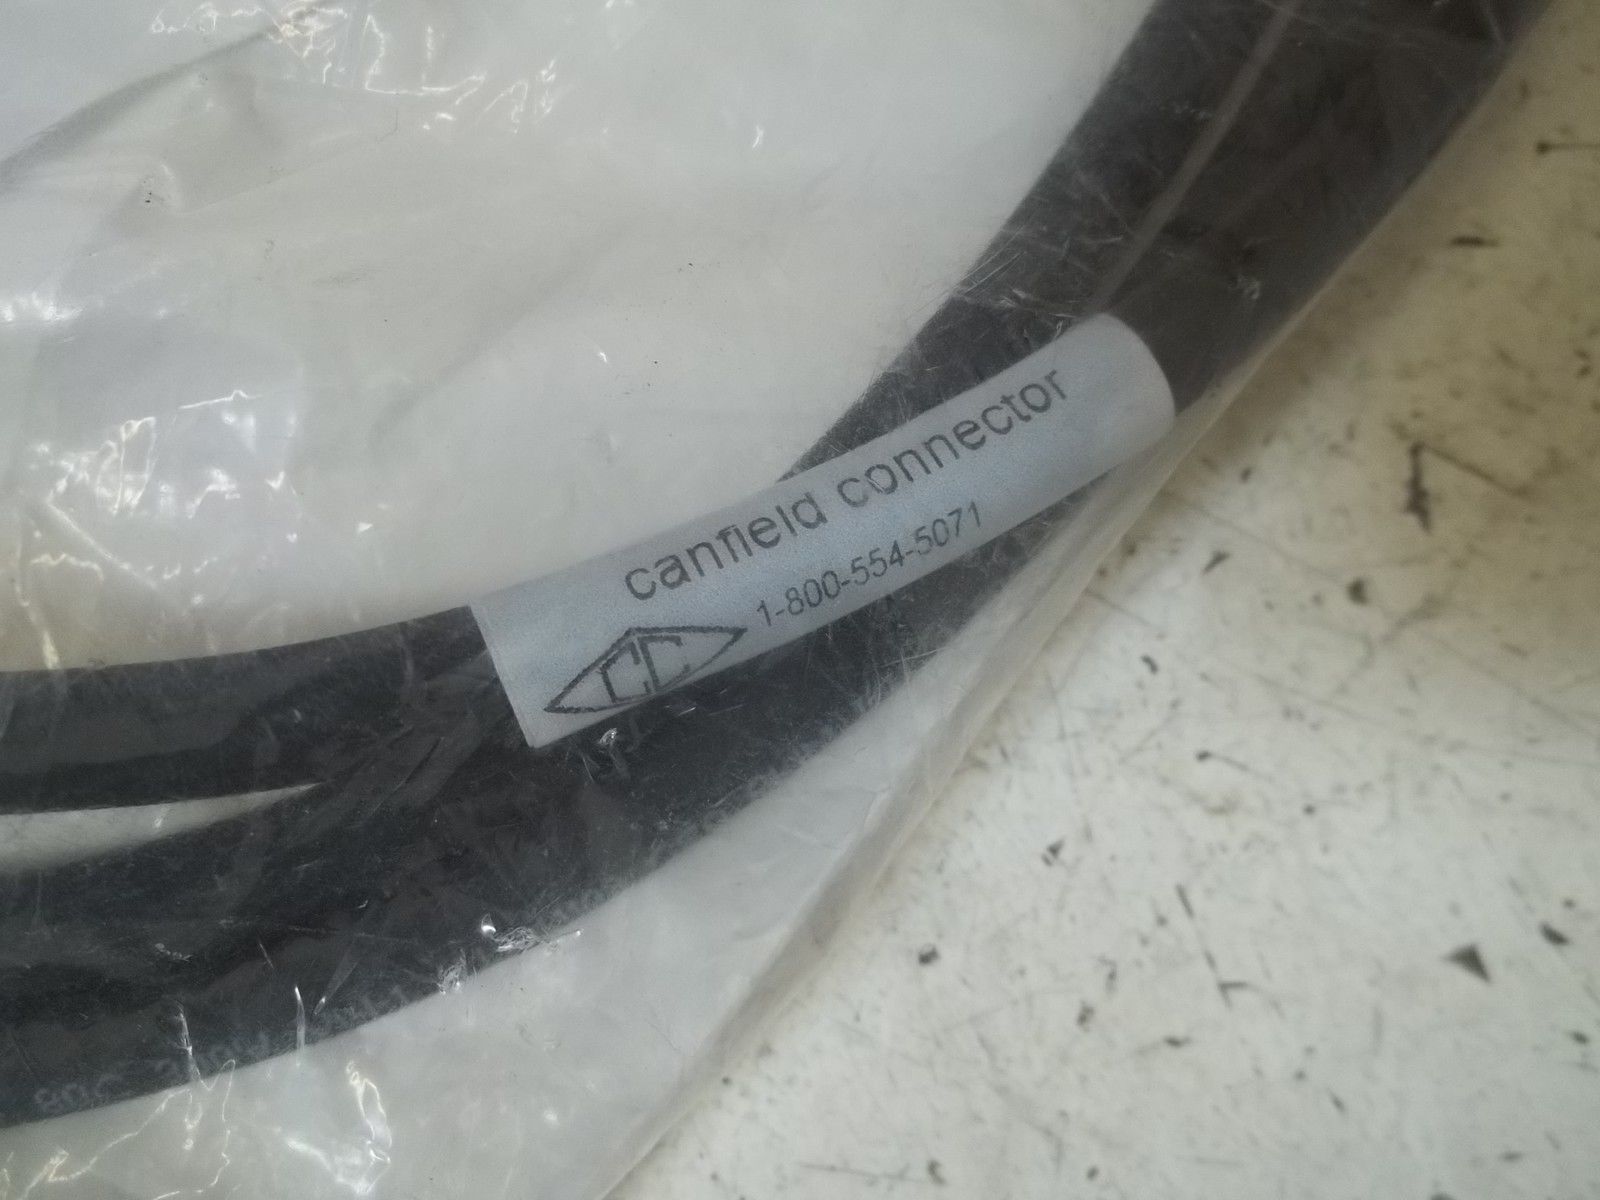 canfield connector
1-800-554-5071
CC